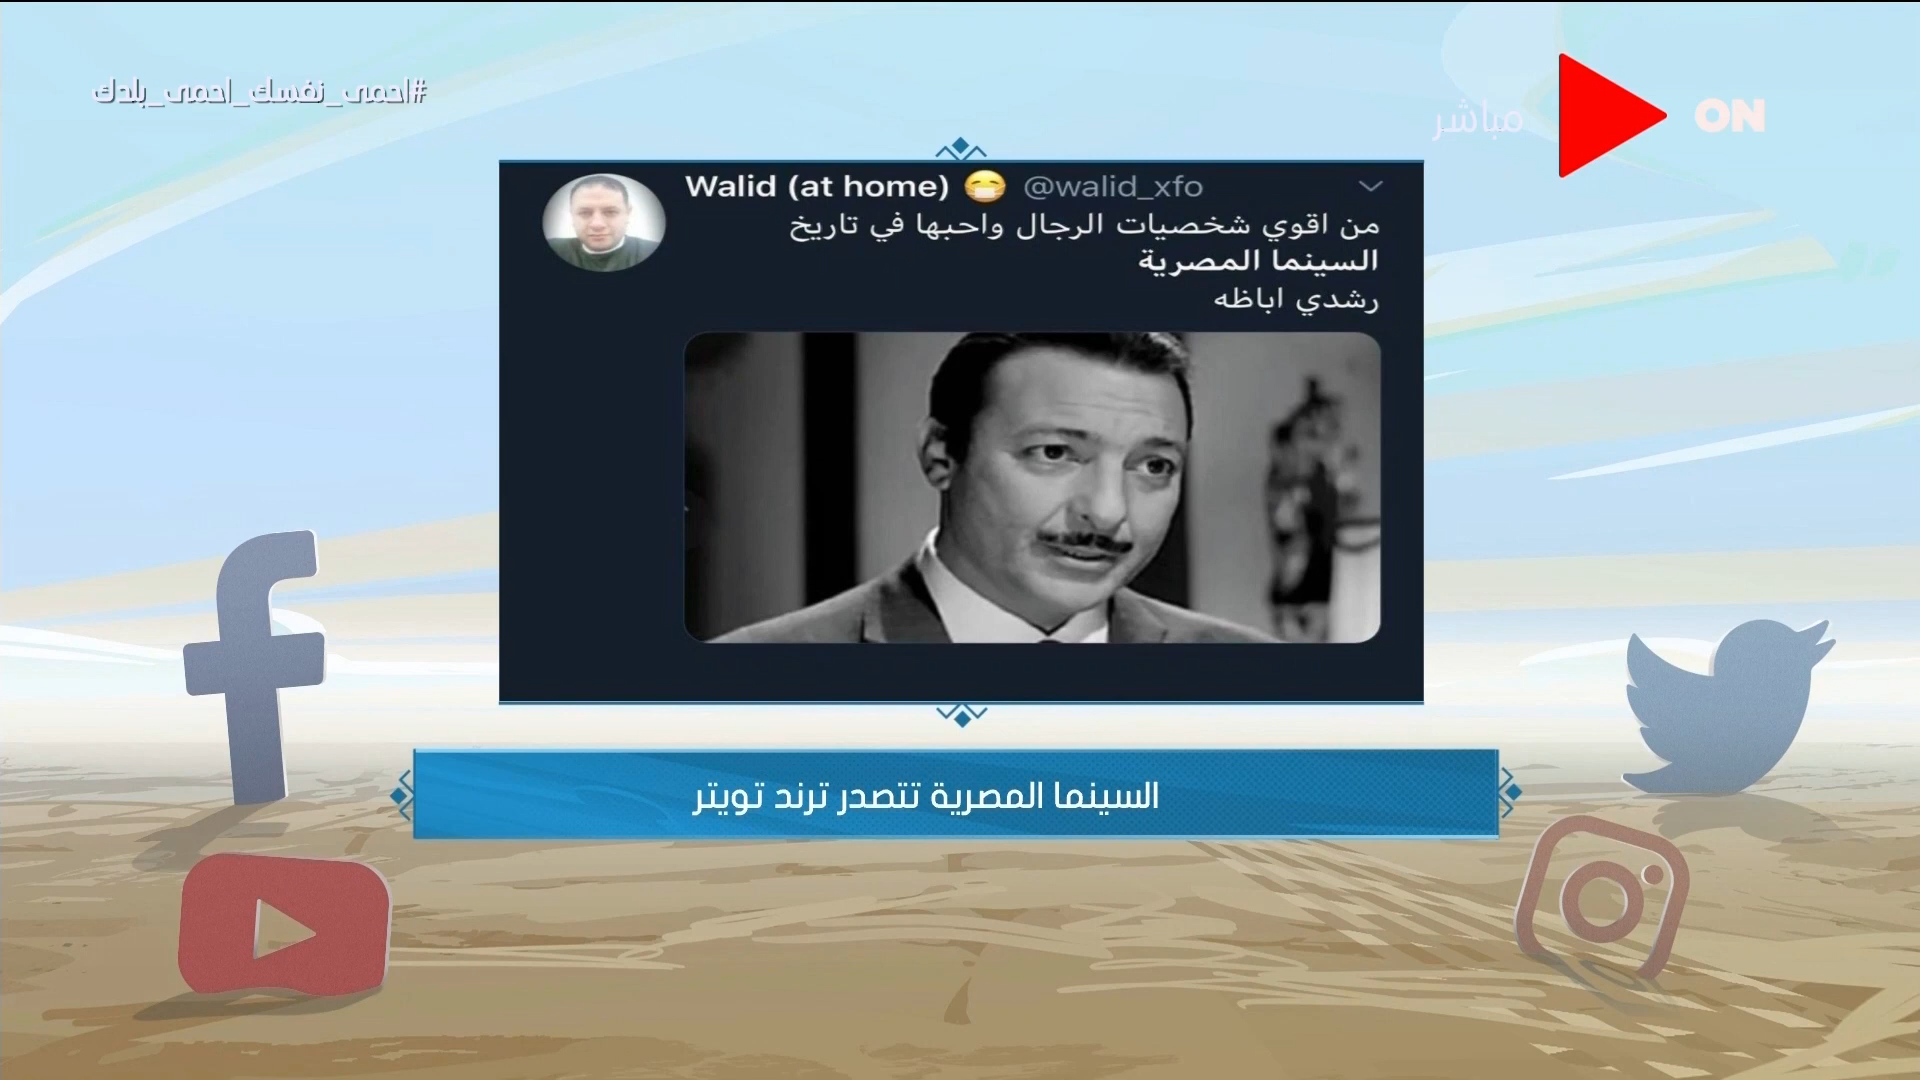 #احمى_نفسك_احمى_بلدك
مباشر ON
Walid (at home) 😷 @walid_xfo
من اقوي شخصيات الرجال واحبها في تاريخ
السينما المصرية
رشدي اباظه
السينما المصرية تتصدر ترند تويتر